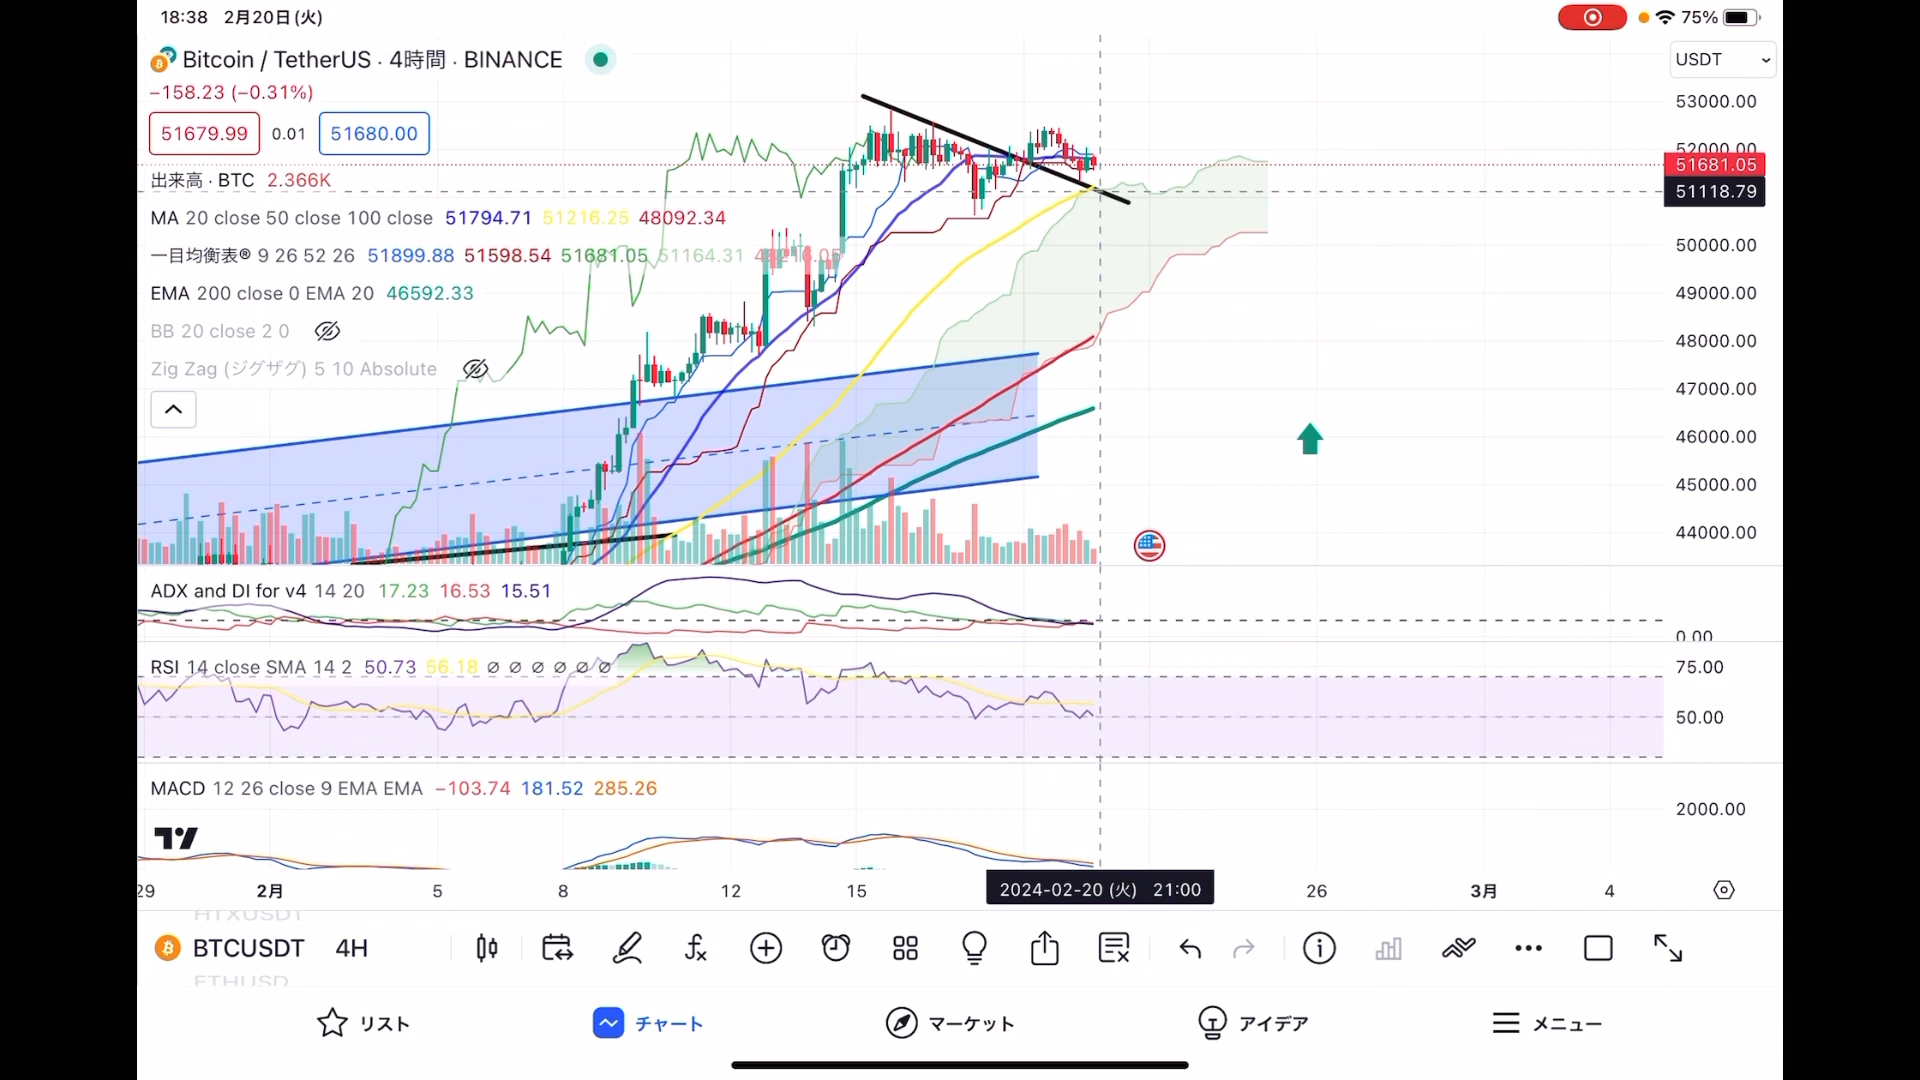 18:38 2月20日(火)
75%
Bitcoin / TetherUS · 4時間 · BINANCE
USDT
−158.23 (−0.31%)
51679.99 0.01 51680.00
出来高 · BTC 2.366K
MA 20 close 50 close 100 close 51794.71 51216.25 48092.34
一目均衡表® 9 26 52 26 51899.88 51598.54 51681.05 51164.31
EMA 200 close 0 EMA 20 46592.33
BB 20 close 2 0
Zig Zag (ジグザグ) 5 10 Absolute
53000.00
52000.00
51681.05
51118.79
50000.00
49000.00
48000.00
47000.00
46000.00
45000.00
44000.00
ADX and DI for v4 14 20 17.23 16.53 15.51
0.00
RSI 14 close SMA 14 2 50.73 56.18 ∅ ∅ ∅ ∅ ∅ ∅
75.00
50.00
MACD 12 26 close 9 EMA EMA −103.74 181.52 285.26
2000.00
29 2月 5 8 12 15 2024-02-20 (火) 21:00 26 3月 4
HTXUSDT
BTCUSDT 4H
ETHUSD
リスト チャート マーケット アイデア メニュー